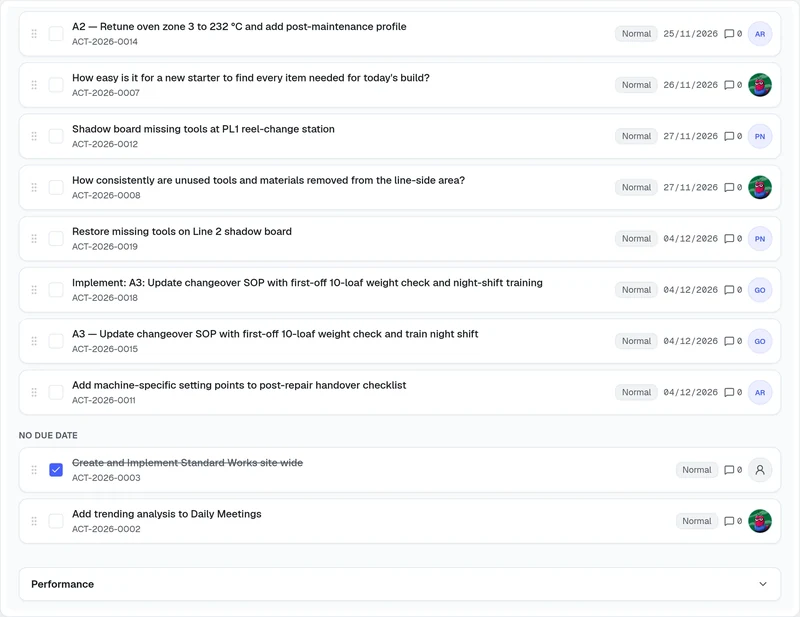 A2 — Retune oven zone 3 to 232 °C and add post-maintenance profile
ACT-2026-0014
Normal 25/11/2026 0 AR
How easy is it for a new starter to find every item needed for today's build?
ACT-2026-0007
Normal 26/11/2026 0
Shadow board missing tools at PL1 reel-change station
ACT-2026-0012
Normal 27/11/2026 0 PN
How consistently are unused tools and materials removed from the line-side area?
ACT-2026-0008
Normal 27/11/2026 0
Restore missing tools on Line 2 shadow board
ACT-2026-0019
Normal 04/12/2026 0 PN
Implement: A3: Update changeover SOP with first-off 10-loaf weight check and night-shift training
ACT-2026-0018
Normal 04/12/2026 0 GO
A3 — Update changeover SOP with first-off 10-loaf weight check and train night shift
ACT-2026-0015
Normal 04/12/2026 0 GO
Add machine-specific setting points to post-repair handover checklist
ACT-2026-0011
Normal 04/12/2026 0 AR
NO DUE DATE
Create and Implement Standard Works site wide
ACT-2026-0003
Normal 0
Add trending analysis to Daily Meetings
ACT-2026-0002
Normal 0
Performance